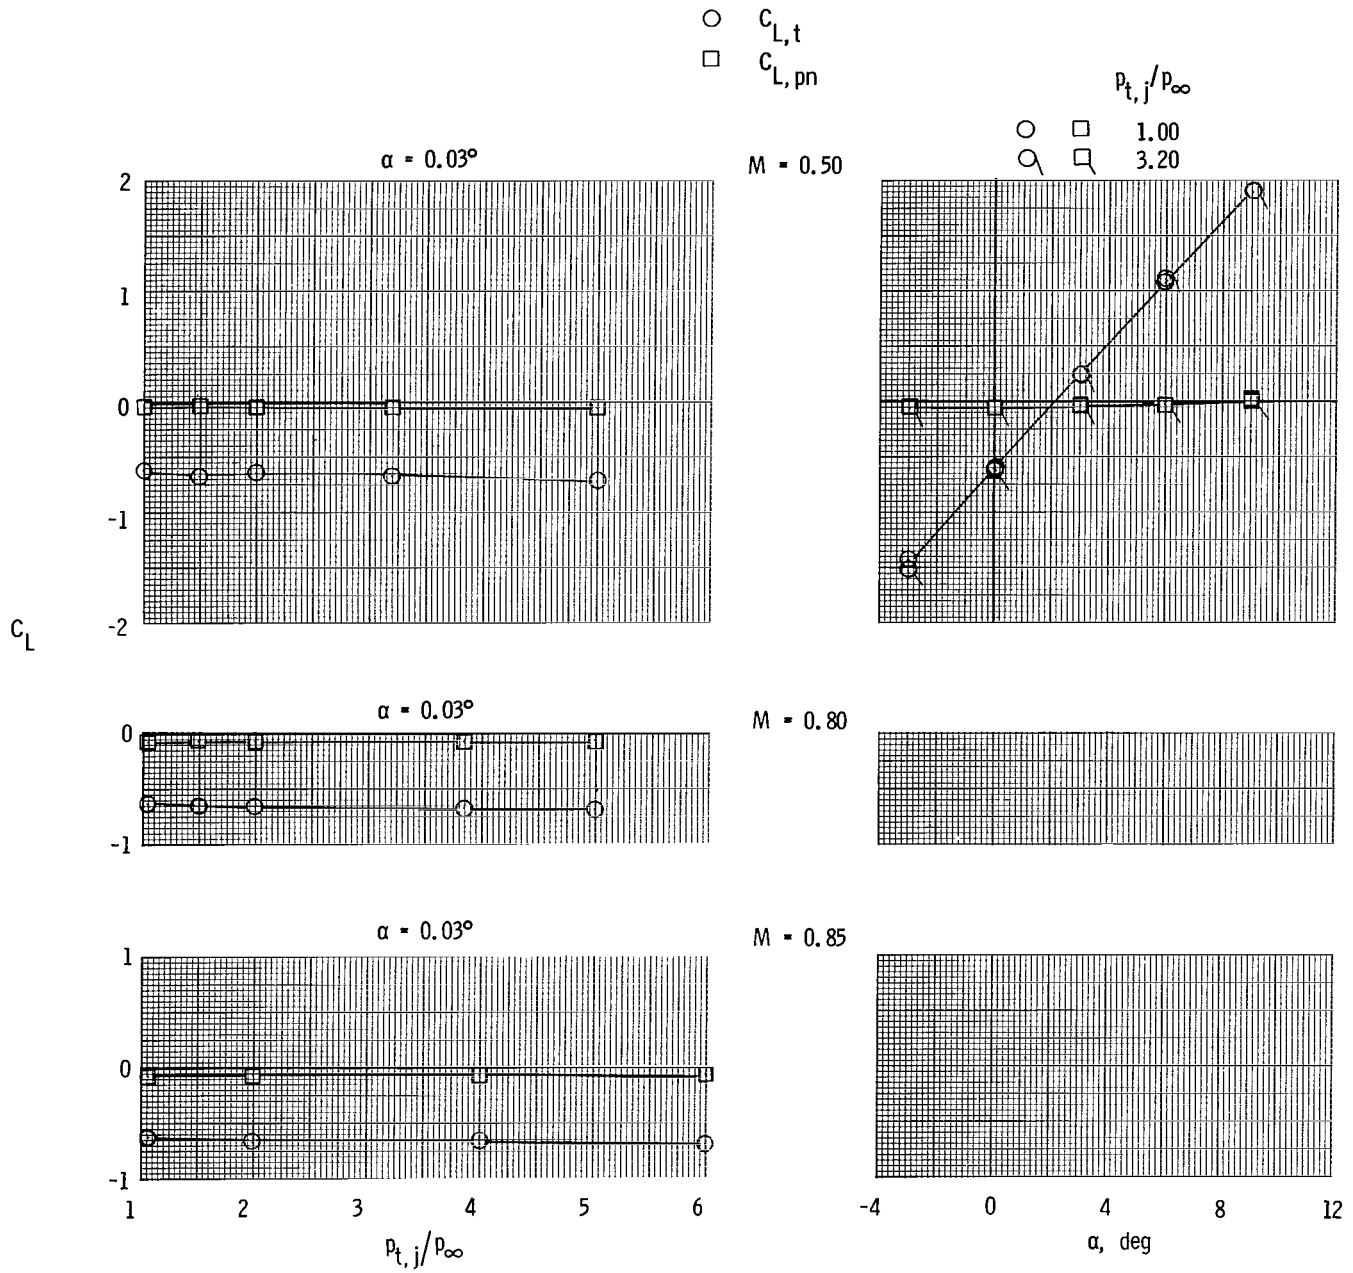 C_L,t
C_L,pn
p_t,j/p_∞
1.00
3.20
α = 0.03°
M = 0.50
2
1
0
-1
-2
C_L
α = 0.03°
M = 0.80
0
-1
α = 0.03°
M = 0.85
1
0
-1
1 2 3 4 5 6
-4 0 4 8 12
p_t,j/p_∞
α, deg